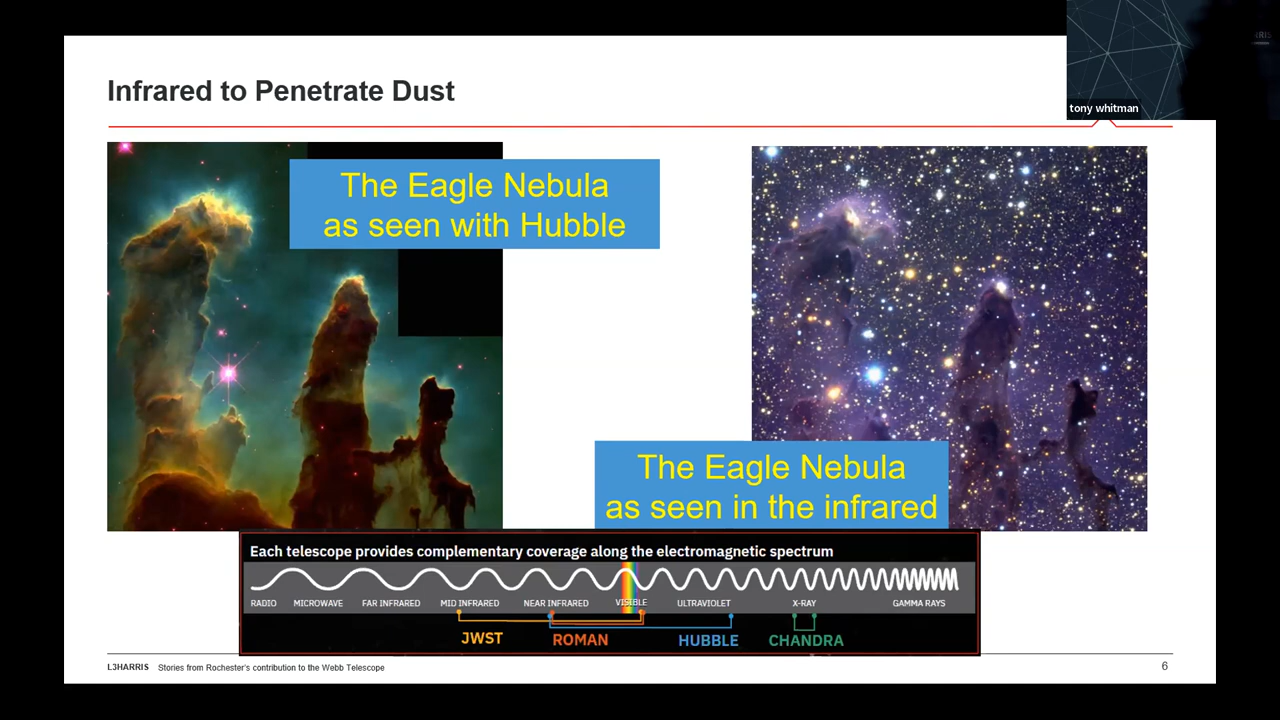 Infrared to Penetrate Dust
tony whitman
The Eagle Nebula
as seen with Hubble
The Eagle Nebula
as seen in the infrared
Each telescope provides complementary coverage along the electromagnetic spectrum
RADIO MICROWAVE FAR INFRARED MID INFRARED NEAR INFRARED VISIBLE ULTRAVIOLET X-RAY GAMMA RAYS
JWST ROMAN HUBBLE CHANDRA
L3HARRIS Stories from Rochester's contribution to the Webb Telescope 6